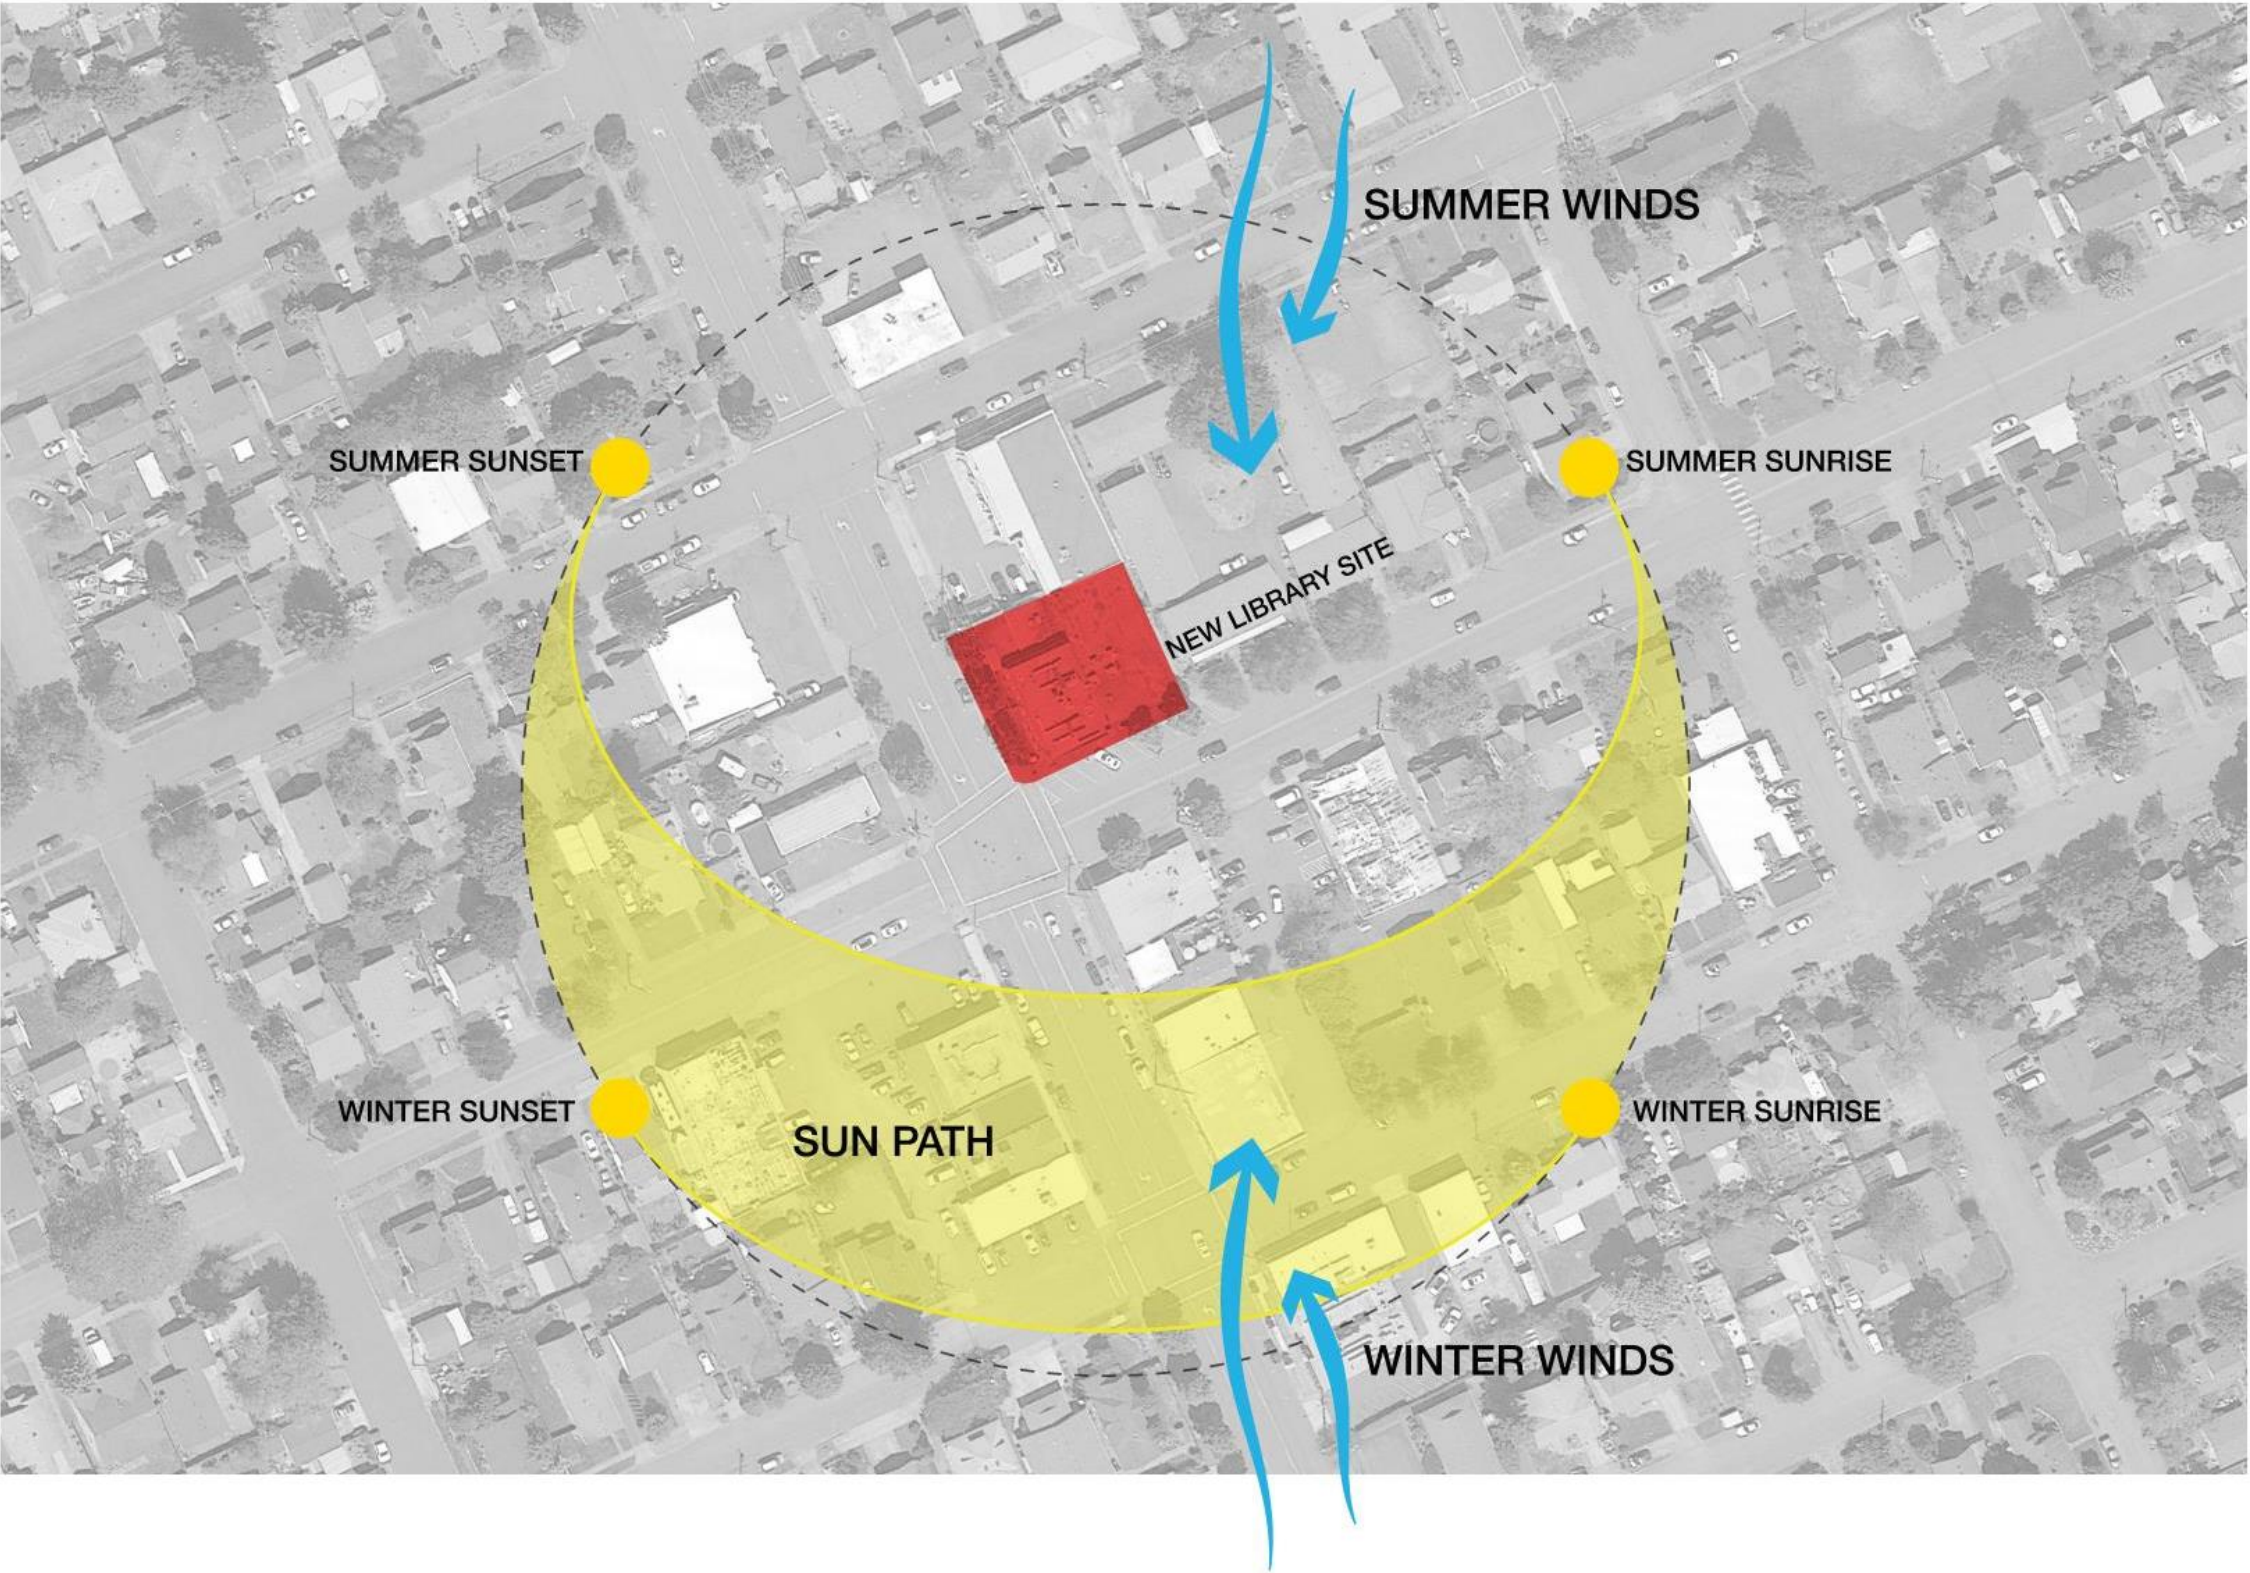 SUMMER WINDS
SUMMER SUNSET
SUMMER SUNRISE
NEW LIBRARY SITE
WINTER SUNSET
SUN PATH
WINTER SUNRISE
WINTER WINDS